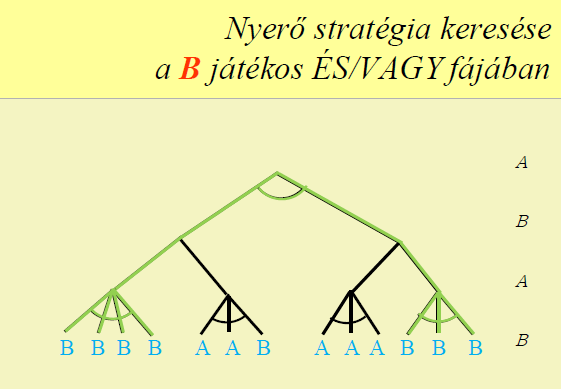 Nyerő stratégia keresése
a B játékos ÉS/VAGY fájában
A
B
A
B
B B B B A A B A A A B B B